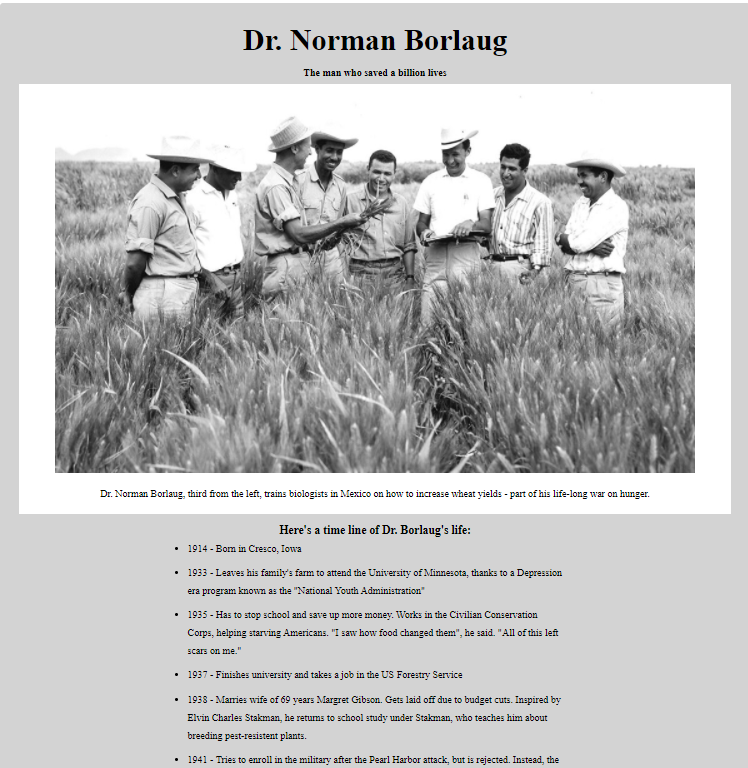 Dr. Norman Borlaug
The man who saved a billion lives
Dr. Norman Borlaug, third from the left, trains biologists in Mexico on how to increase wheat yields - part of his life-long war on hunger.
Here's a time line of Dr. Borlaug's life:
• 1914 - Born in Cresco, Iowa
• 1933 - Leaves his family's farm to attend the University of Minnesota, thanks to a Depression
era program known as the "National Youth Administration"
• 1935 - Has to stop school and save up more money. Works in the Civilian Conservation
Corps, helping starving Americans. "I saw how food changed them", he said. "All of this left
scars on me."
• 1937 - Finishes university and takes a job in the US Forestry Service
• 1938 - Marries wife of 69 years Margret Gibson. Gets laid off due to budget cuts. Inspired by
Elvin Charles Stakman, he returns to school study under Stakman, who teaches him about
breeding pest-resistent plants.
• 1941 - Tries to enroll in the military after the Pearl Harbor attack, but is rejected. Instead, the